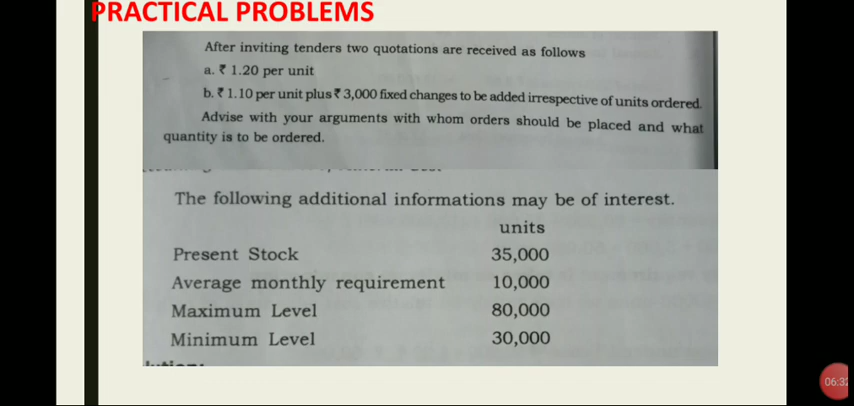 PRACTICAL PROBLEMS
After inviting tenders two quotations are received as follows
a. ₹ 1.20 per unit
b. ₹ 1.10 per unit plus ₹ 3,000 fixed changes to be added irrespective of units ordered.
Advise with your arguments with whom orders should be placed and what
quantity is to be ordered.
The following additional informations may be of interest.
units
Present Stock 35,000
Average monthly requirement 10,000
Maximum Level 80,000
Minimum Level 30,000